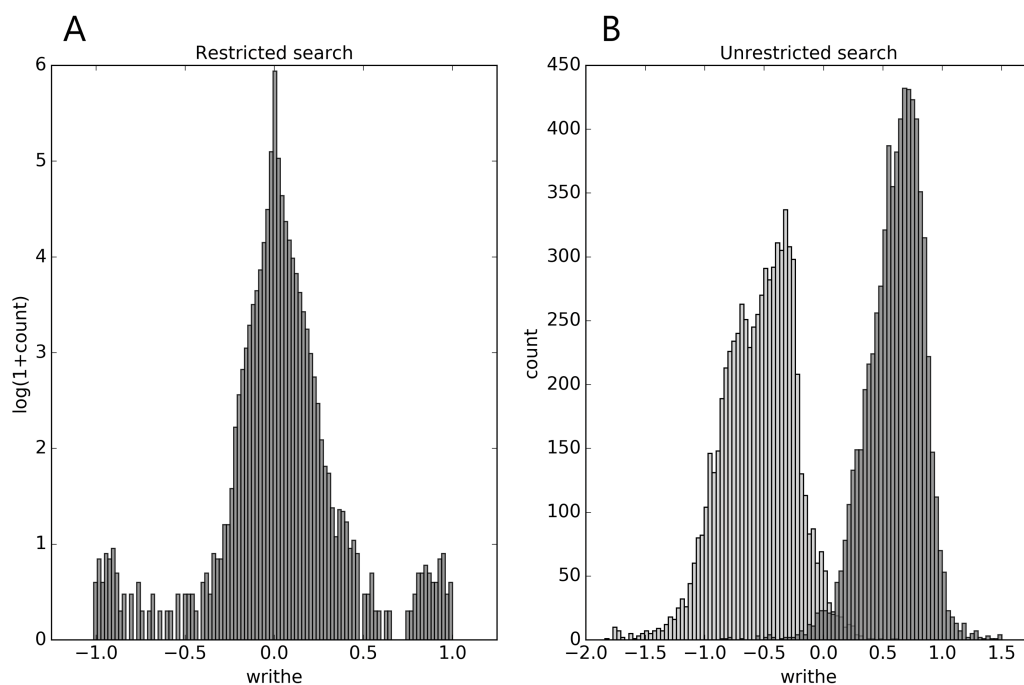 A
B
Restricted search
Unrestricted search
6
5
4
3
2
1
0
log(1+count)
−1.0 −0.5 0.0 0.5 1.0
writhe
450
400
350
300
250
200
150
100
50
0
count
−2.0 −1.5 −1.0 −0.5 0.0 0.5 1.0 1.5
writhe